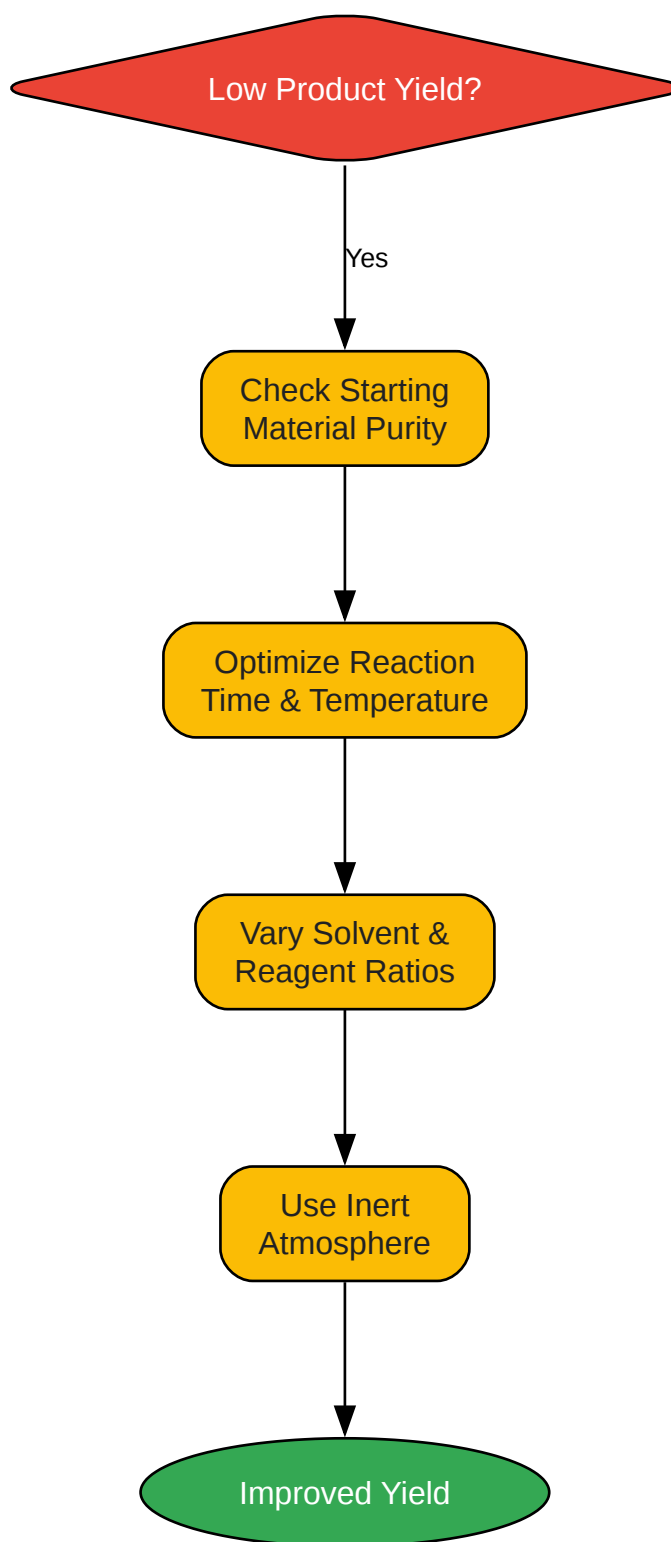 Low Product Yield?
Yes
Check Starting
Material Purity
Optimize Reaction
Time & Temperature
Vary Solvent &
Reagent Ratios
Use Inert
Atmosphere
Improved Yield